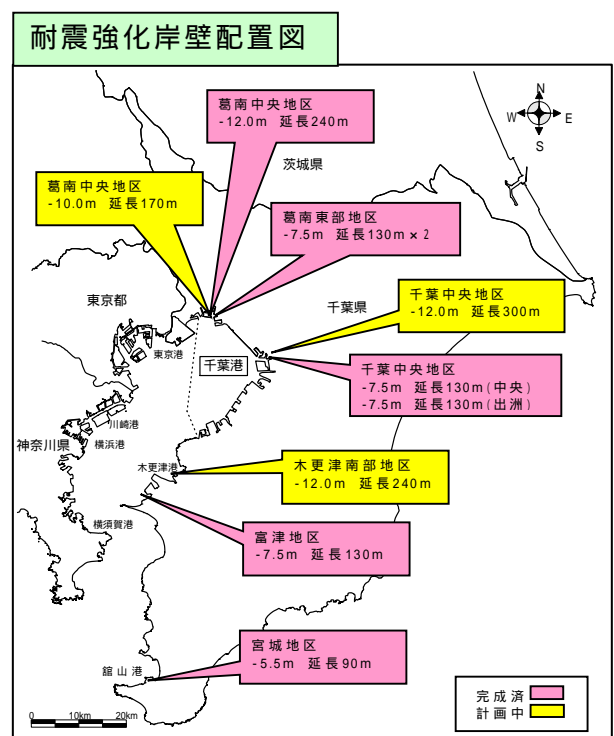 耐震強化岸壁配置図
葛南中央地区
-12.0m 延長240m
N
W
E
S
茨城県
葛南中央地区
-10.0m 延長170m
葛南東部地区
-7.5m 延長130m×2
東京都
千葉県
千葉中央地区
-12.0m 延長300m
東京港
千葉港
千葉中央地区
-7.5m 延長130m(中央)
-7.5m 延長130m(出洲)
川崎港
神奈川県
横浜港
木更津港
木更津南部地区
-12.0m 延長240m
横須賀港
富津地区
-7.5m 延長130m
宮城地区
-5.5m 延長90m
舘山港
完成済
計画中
0
10km
20km